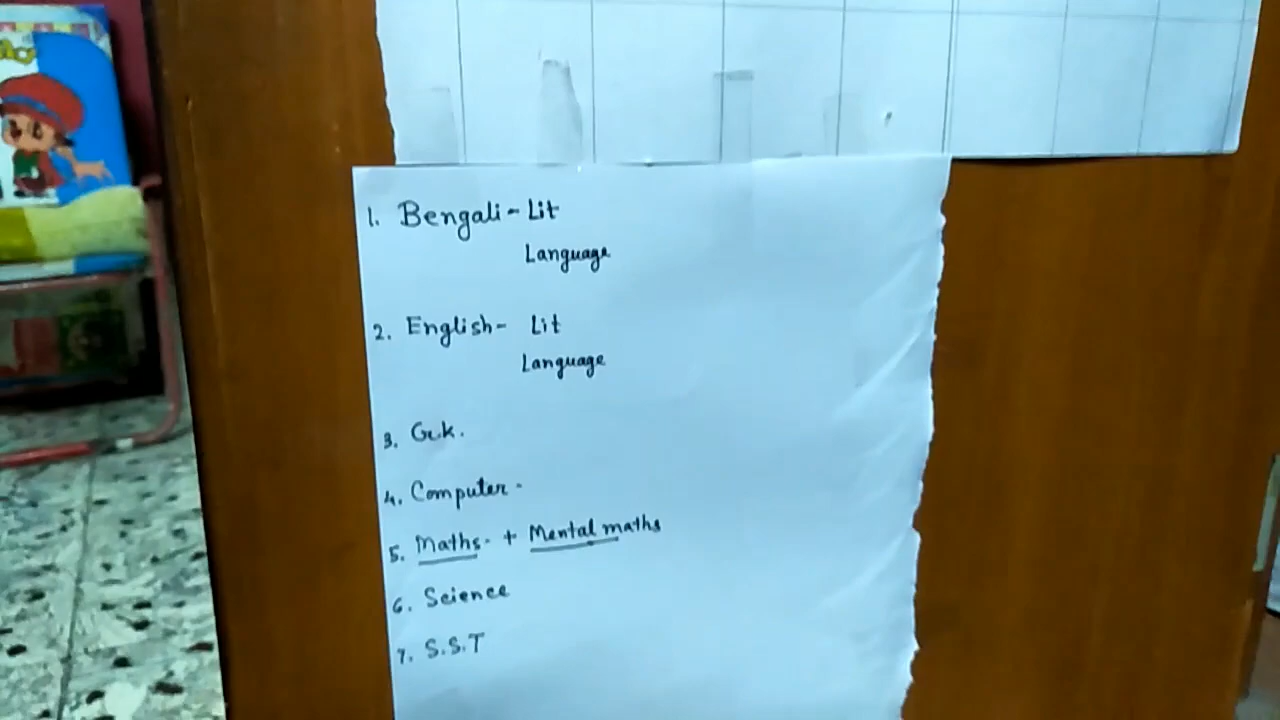 1. Bengali - Lit
Language
2. English - Lit
Language
3. G.k.
4. Computer -
5. Maths - + Mental maths
6. Science
7. S.S.T